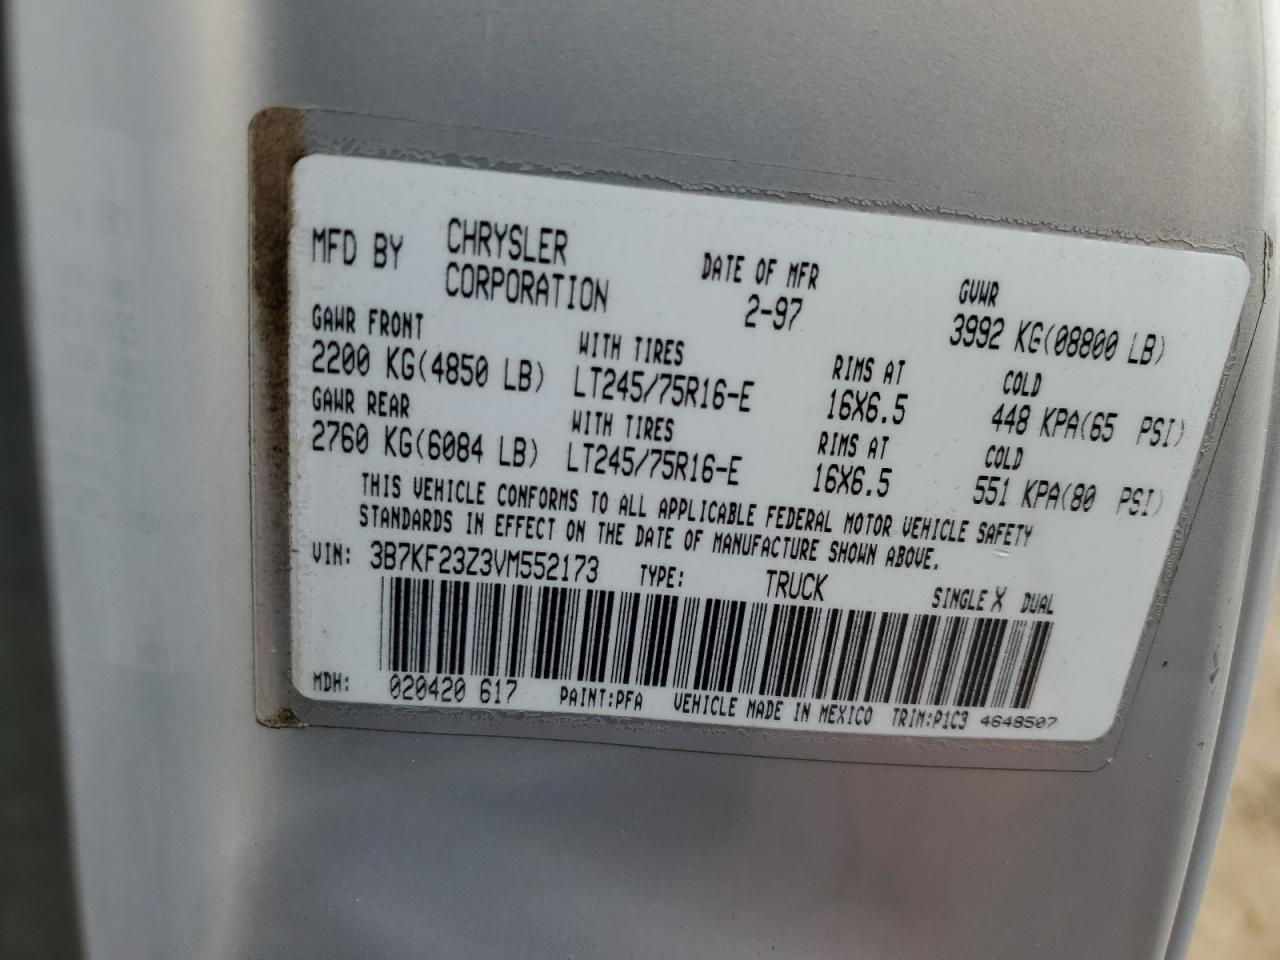 MFD BY CHRYSLER CORPORATION DATE OF MFR 2-97 GVWR 3992 KG(08800 LB)
GAWR FRONT WITH TIRES RIMS AT COLD
2200 KG(4850 LB) LT245/75R16-E 16X6.5 448 KPA(65 PSI)
GAWR REAR WITH TIRES RIMS AT COLD
2760 KG(6084 LB) LT245/75R16-E 16X6.5 551 KPA(80 PSI)
THIS VEHICLE CONFORMS TO ALL APPLICABLE FEDERAL MOTOR VEHICLE SAFETY
STANDARDS IN EFFECT ON THE DATE OF MANUFACTURE SHOWN ABOVE.
VIN: 3B7KF23Z3VM552173 TYPE: TRUCK SINGLE X DUAL
MDH: 020420 617 PAINT:PFA VEHICLE MADE IN MEXICO TRIM:P1C3 4648507